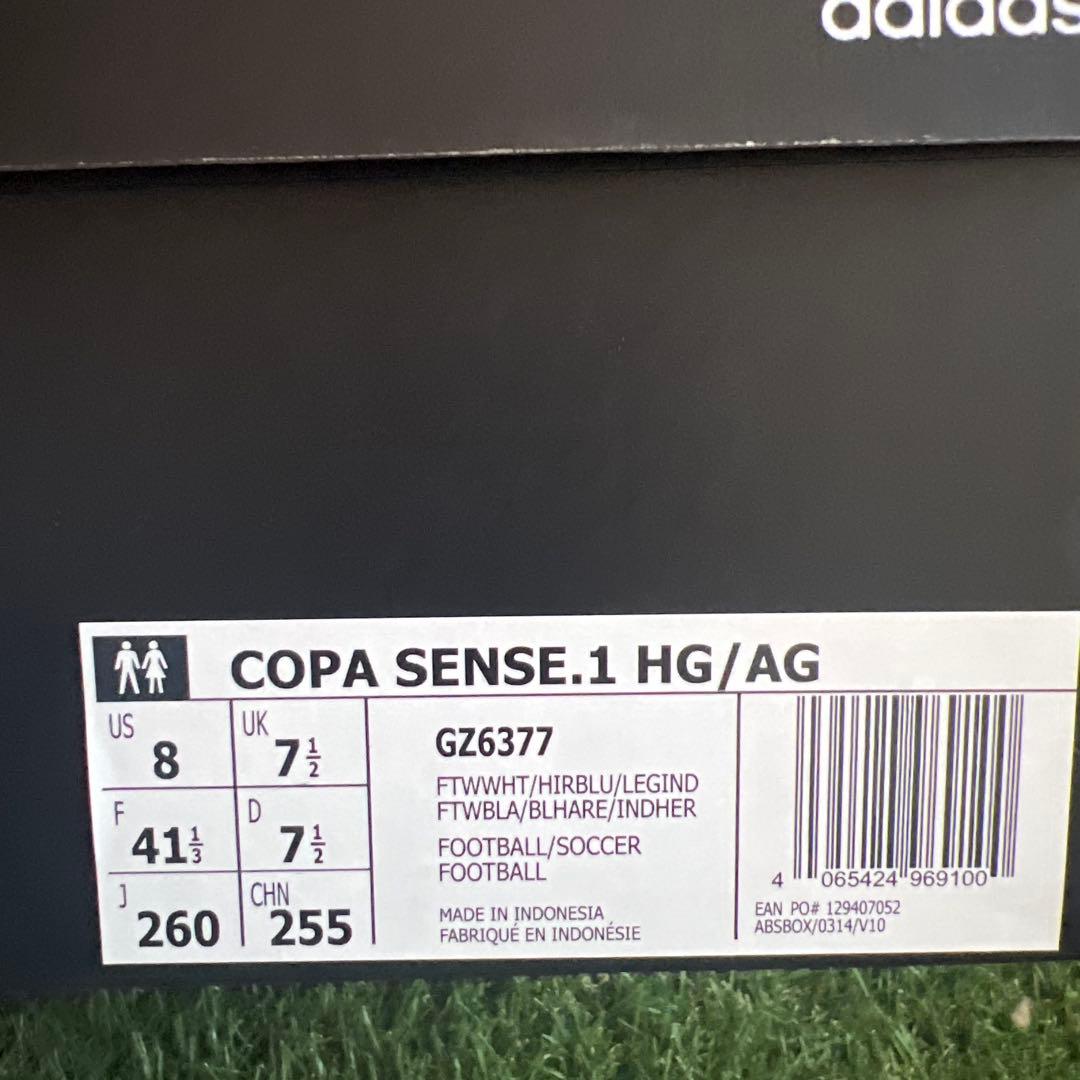 adidas
COPA SENSE.1 HG/AG
US 8
UK 7½
F 41⅓
D 7½
J 260
CHN 255
GZ6377
FTWWHT/HIRBLU/LEGIND
FTWBLA/BLHARE/INDHER
FOOTBALL/SOCCER
FOOTBALL
MADE IN INDONESIA
FABRIQUÉ EN INDONÉSIE
4 065424 969100
EAN PO# 129407052
ABSBOX/0314/V10